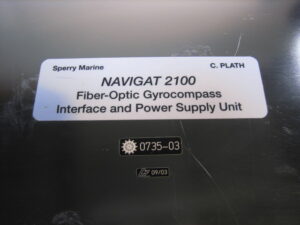 Sperry Marine C. PLATH
NAVIGAT 2100
Fiber-Optic Gyrocompass
Interface and Power Supply Unit
0735-03
09/03